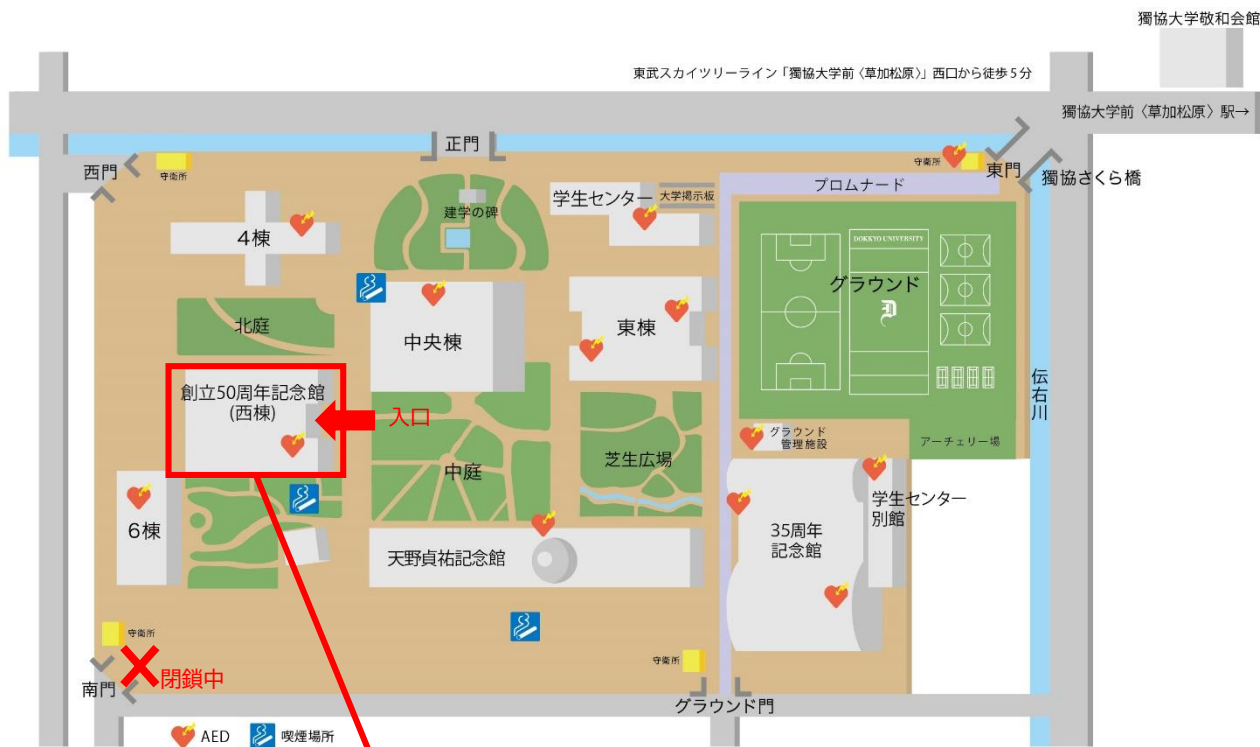 獨協大学敬和会館
東武スカイツリーライン「獨協大学前〈草加松原〉」西口から徒歩5分
獨協大学前〈草加松原〉駅→
正門
西門
守衛所
守衛所
東門
獨協さくら橋
プロムナード
学生センター
大学掲示板
建学の碑
4棟
DOKKYO UNIVERSITY
グラウンド
D
北庭
中央棟
東棟
伝右川
創立50周年記念館
(西棟)
入口
グラウンド
管理施設
アーチェリー場
中庭
芝生広場
学生センター
別館
6棟
35周年
記念館
天野貞祐記念館
守衛所
閉鎖中
南門
守衛所
グラウンド門
AED
喫煙場所